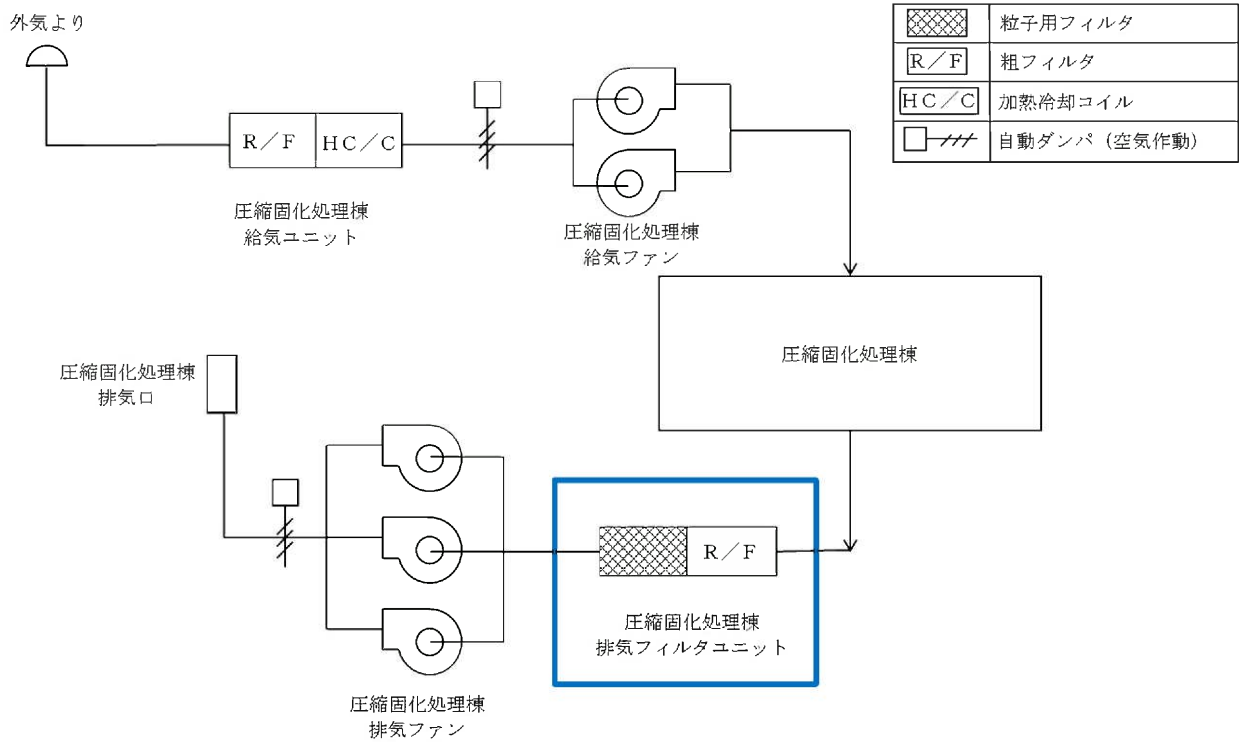 外気より
粒子用フィルタ
R/F 粗フィルタ
HC/C 加熱冷却コイル
自動ダンパ (空気作動)
R/F HC/C
圧縮固化処理棟
給気ユニット
圧縮固化処理棟
給気ファン
圧縮固化処理棟
圧縮固化処理棟
排気口
R/F
圧縮固化処理棟
排気フィルタユニット
圧縮固化処理棟
排気ファン